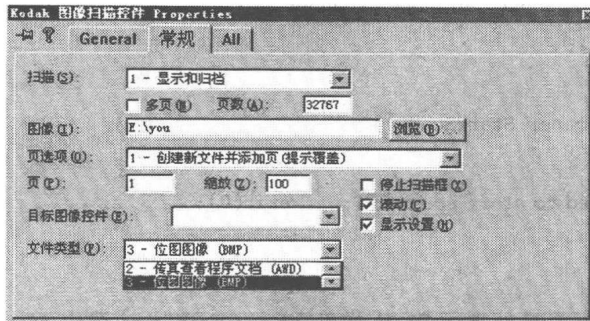 Kodak 图像扫描控件 Properties
General 常规 All
扫描(S): 1 - 显示和归档
多页(M) 页数(A): 32767
图像(I): E:\you 浏览(B)...
页选项(O): 1 - 创建新文件并添加页(提示覆盖)
页(P): 1 缩放(Z): 100 停止扫描框(X)
滚动(C)
目标图像控件(E):
显示设置(H)
文件类型(F): 3 - 位图图像 (BMP)
2 - 传真查看程序文档 (AWD)
3 - 位图图像 (BMP)